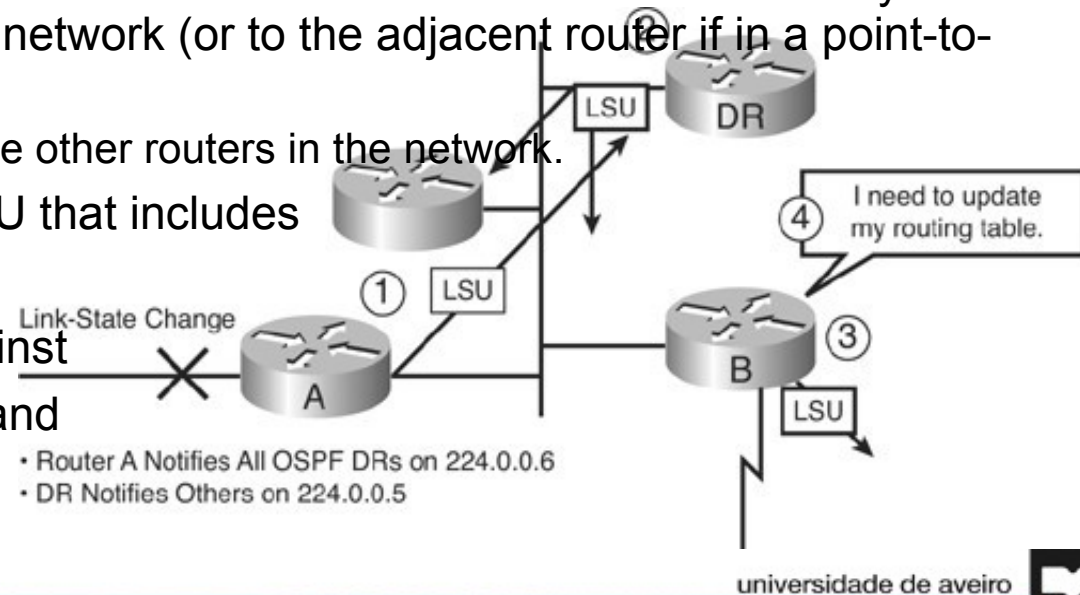 network (or to the adjacent router if in a point-to-
②
DR
LSU
e other routers in the network.
U that includes
④
I need to update
my routing table.
①
LSU
Link-State Change
inst
A
B
③
LSU
and
• Router A Notifies All OSPF DRs on 224.0.0.6
• DR Notifies Others on 224.0.0.5
universidade de aveiro